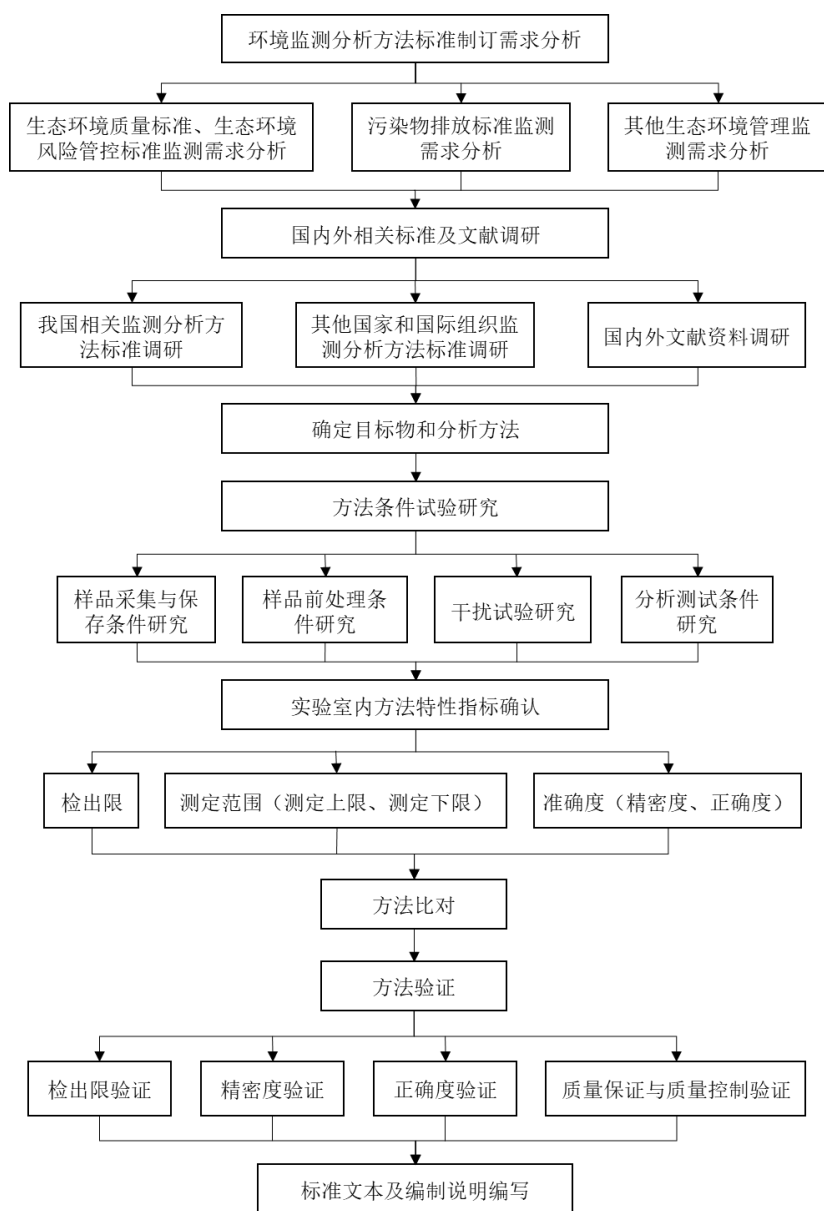 环境监测分析方法标准制订需求分析
生态环境质量标准、生态环境
风险管控标准监测需求分析
污染物排放标准监测
需求分析
其他生态环境管理监
测需求分析
国内外相关标准及文献调研
我国相关监测分析方
法标准调研
其他国家和国际组织监
测分析方法标准调研
国内外文献资料调研
确定目标物和分析方法
方法条件试验研究
样品采集与保
存条件研究
样品前处理条
件研究
干扰试验研究
分析测试条件
研究
实验室内方法特性指标确认
检出限
测定范围（测定上限、测定下限）
准确度（精密度、正确度）
方法比对
方法验证
检出限验证
精密度验证
正确度验证
质量保证与质量控制验证
标准文本及编制说明编写